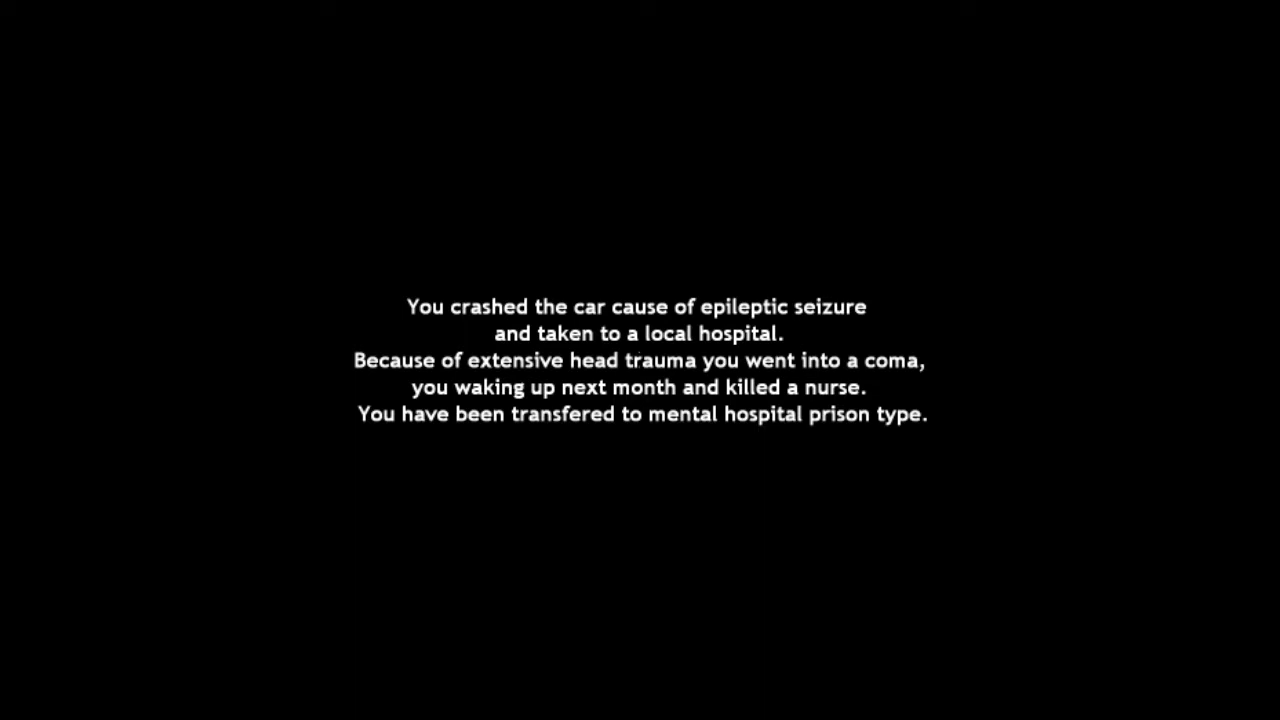 You crashed the car cause of epileptic seizure
and taken to a local hospital.
Because of extensive head trauma you went into a coma,
you waking up next month and killed a nurse.
You have been transfered to mental hospital prison type.